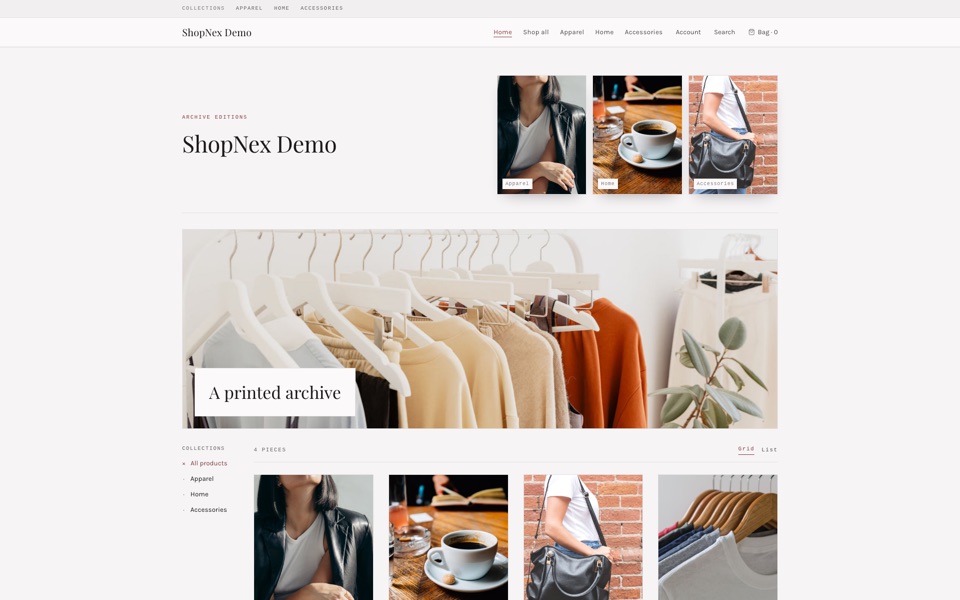 COLLECTIONS APPAREL HOME ACCESSORIES
ShopNex Demo
Home Shop all Apparel Home Accessories Account Search Bag · 0
ARCHIVE EDITIONS
ShopNex Demo
Apparel
Home
Accessories
A printed archive
COLLECTIONS
× All products
· Apparel
· Home
· Accessories
4 PIECES
Grid List